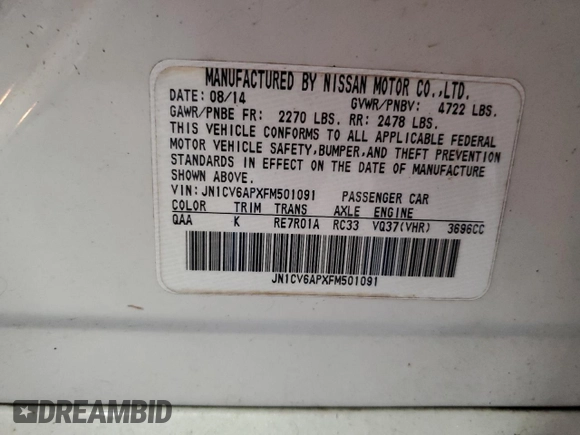 MANUFACTURED BY NISSAN MOTOR CO.,LTD.
DATE: 08/14 GVWR/PNBV: 4722 LBS.
GAWR/PNBE FR: 2270 LBS. RR: 2478 LBS.
THIS VEHICLE CONFORMS TO ALL APPLICABLE FEDERAL
MOTOR VEHICLE SAFETY,BUMPER,AND THEFT PREVENTION
STANDARDS IN EFFECT ON THE DATE OF MANUFACTURE
SHOWN ABOVE.
VIN:JN1CV6APXFM501091 PASSENGER CAR
COLOR TRIM TRANS AXLE ENGINE
QAA K RE7R01A RC33 VQ37(VHR) 3696CC
JN1CV6APXFM501091
DREAMBID